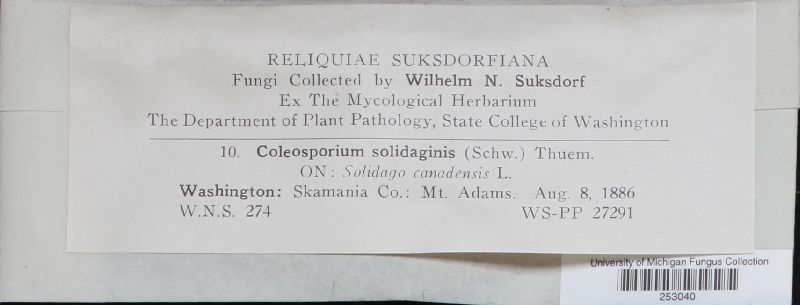 RELIQUIAE SUKSDORFIANA
Fungi Collected by Wilhelm N. Suksdorf
Ex The Mycological Herbarium
The Department of Plant Pathology, State College of Washington
10. Coleosporium solidaginis (Schw.) Thuem.
ON: Solidago canadensis L.
Washington: Skamania Co.: Mt. Adams. Aug. 8, 1886
W.N.S. 274 WS-PP 27291
University of Michigan Fungus Collection
253040